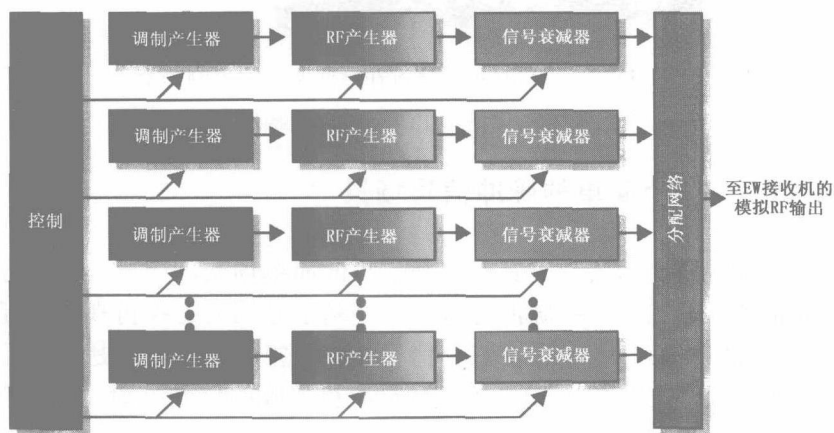 调制产生器
RF产生器
信号衰减器
调制产生器
RF产生器
信号衰减器
控制
调制产生器
RF产生器
信号衰减器
调制产生器
RF产生器
信号衰减器
分配网络
至EW接收机的
模拟RF输出